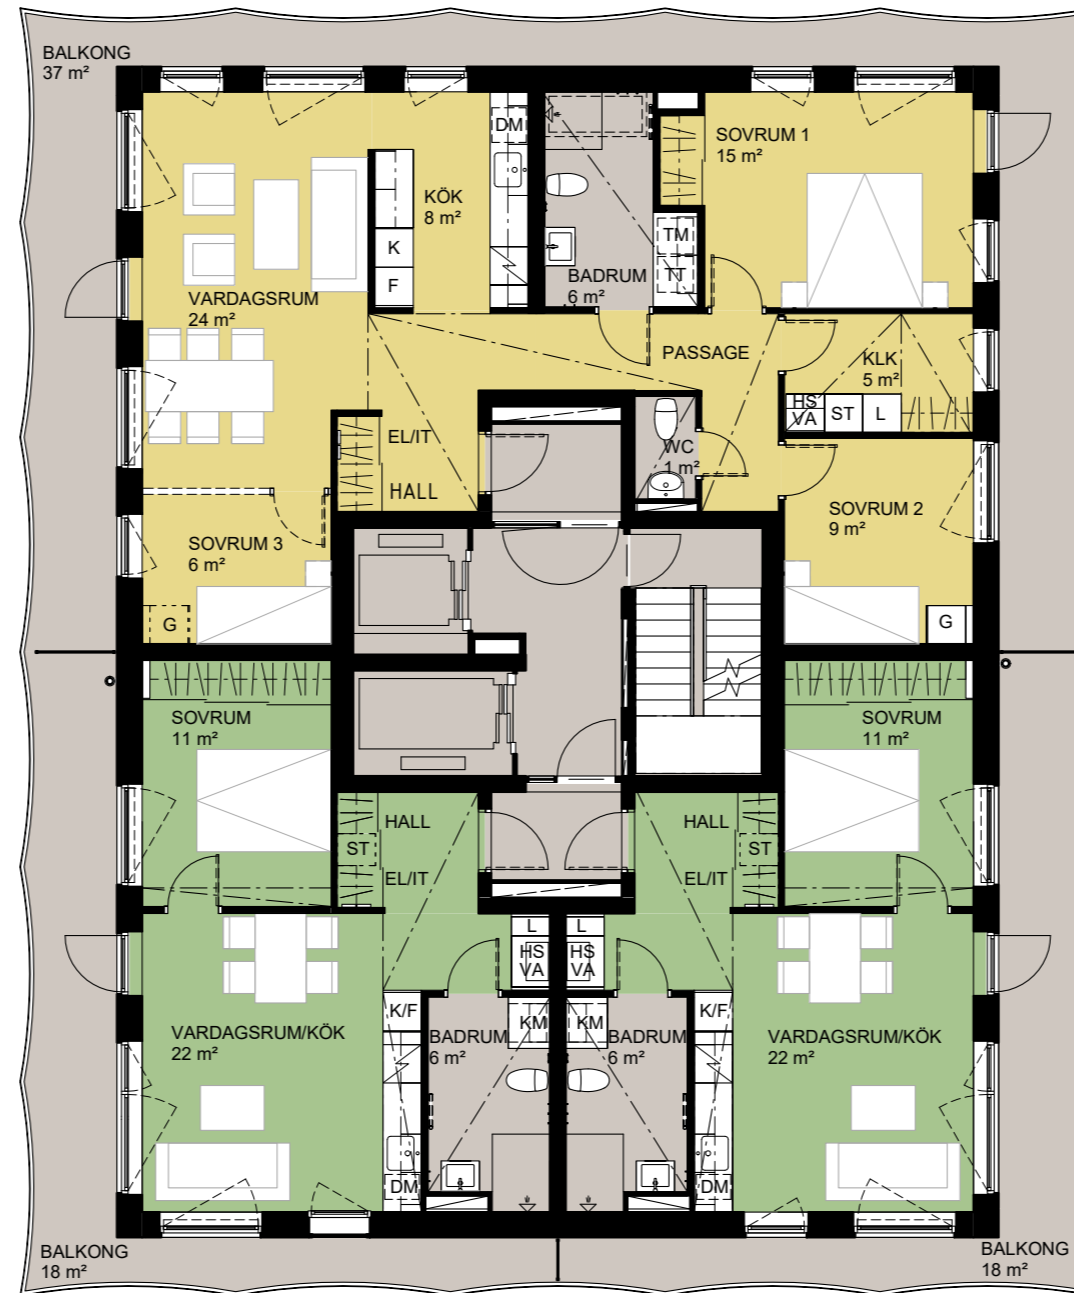 BALKONG
37 m²
DM
SOVRUM 1
15 m²
KÖK
8 m²
K
F
TM
TT
BADRUM
6 m²
VARDAGSRUM
24 m²
PASSAGE
KLK
5 m²
HS
VA
ST
L
EL/IT
HALL
WC
1 m²
SOVRUM 2
9 m²
SOVRUM 3
6 m²
G
G
SOVRUM
11 m²
SOVRUM
11 m²
HALL
ST
EL/IT
HALL
ST
EL/IT
L
HS
VA
L
HS
VA
K/F
KM
KM
K/F
VARDAGSRUM/KÖK
22 m²
BADRUM
6 m²
BADRUM
6 m²
VARDAGSRUM/KÖK
22 m²
DM
DM
BALKONG
18 m²
BALKONG
18 m²